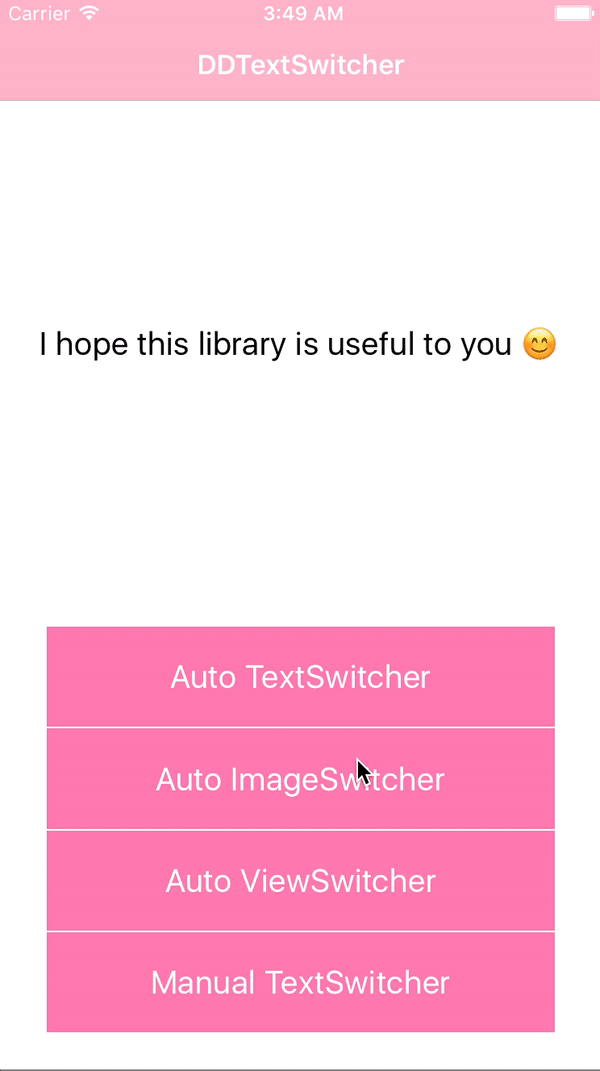 Carrier 3:49 AM
DDTextSwitcher
I hope this library is useful to you 😊
Auto TextSwitcher
Auto ImageSwitcher
Auto ViewSwitcher
Manual TextSwitcher